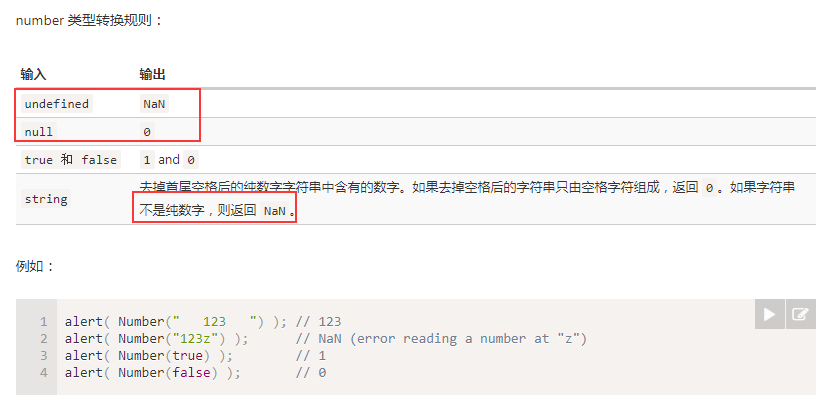 number 类型转换规则：
输入 输出
undefined NaN
null 0
true 和 false 1 and 0
string 去掉首尾空格后的纯数字字符串中含有的数字。如果去掉空格后的字符串只由空格字符组成，返回 0。如果字符串
不是纯数字，则返回 NaN。
例如：
1 alert( Number("   123   ") ); // 123
2 alert( Number("123z") );      // NaN (error reading a number at "z")
3 alert( Number(true) );        // 1
4 alert( Number(false) );       // 0